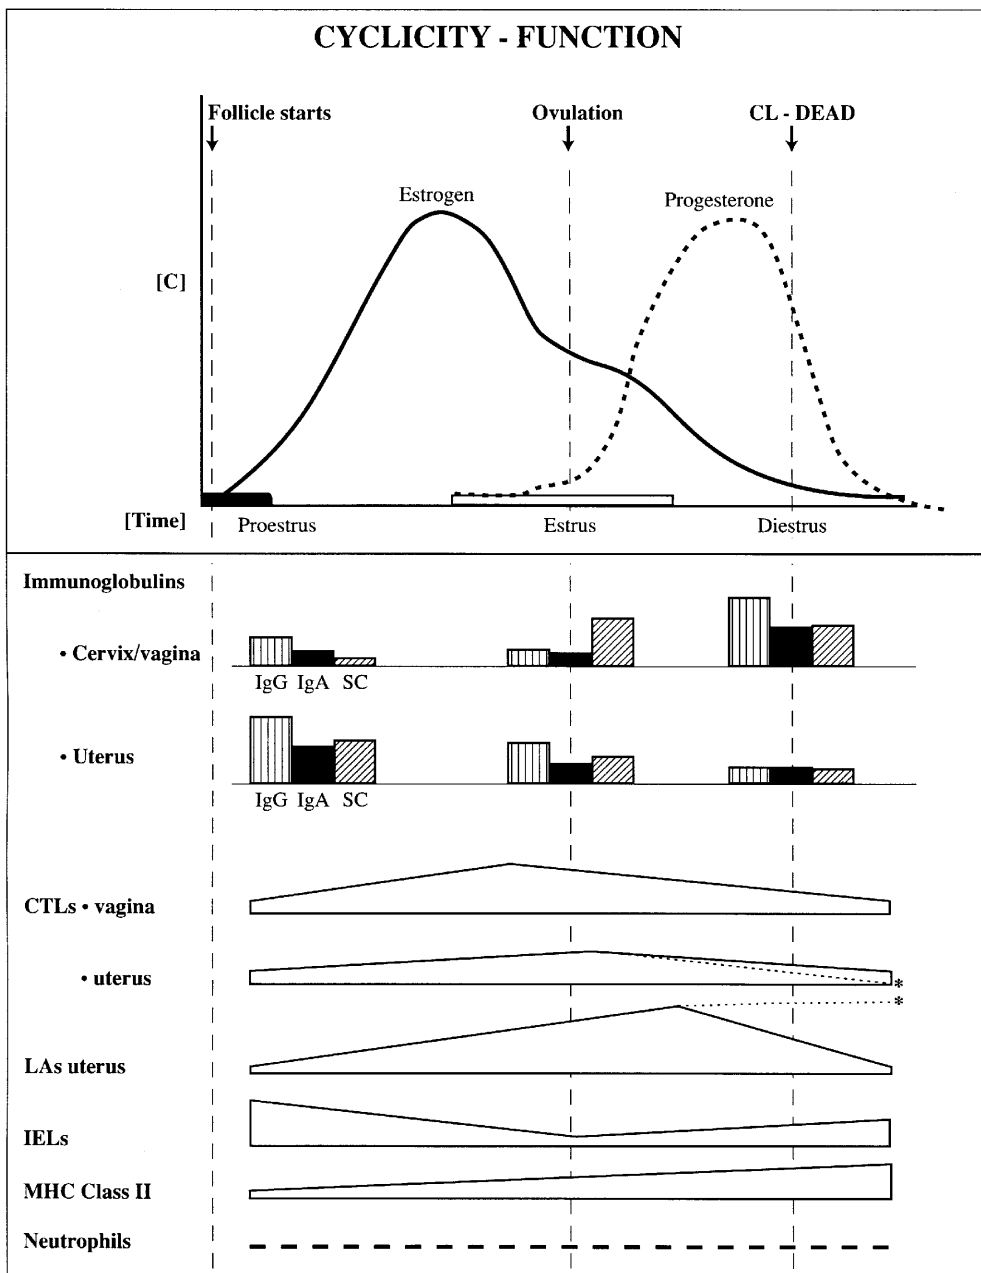 CYCLICITY - FUNCTION
Follicle starts Ovulation CL - DEAD
Estrogen Progesterone
[C]
[Time] Proestrus Estrus Diestrus
Immunoglobulins
• Cervix/vagina
IgG IgA SC
• Uterus
IgG IgA SC
CTLs • vagina
• uterus
*
*
LAs uterus
IELs
MHC Class II
Neutrophils